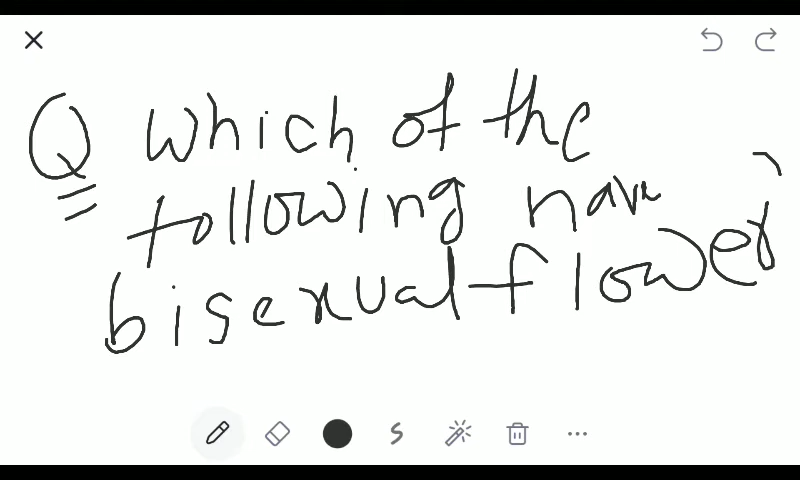 Q which of the
following have
bisexual flower?